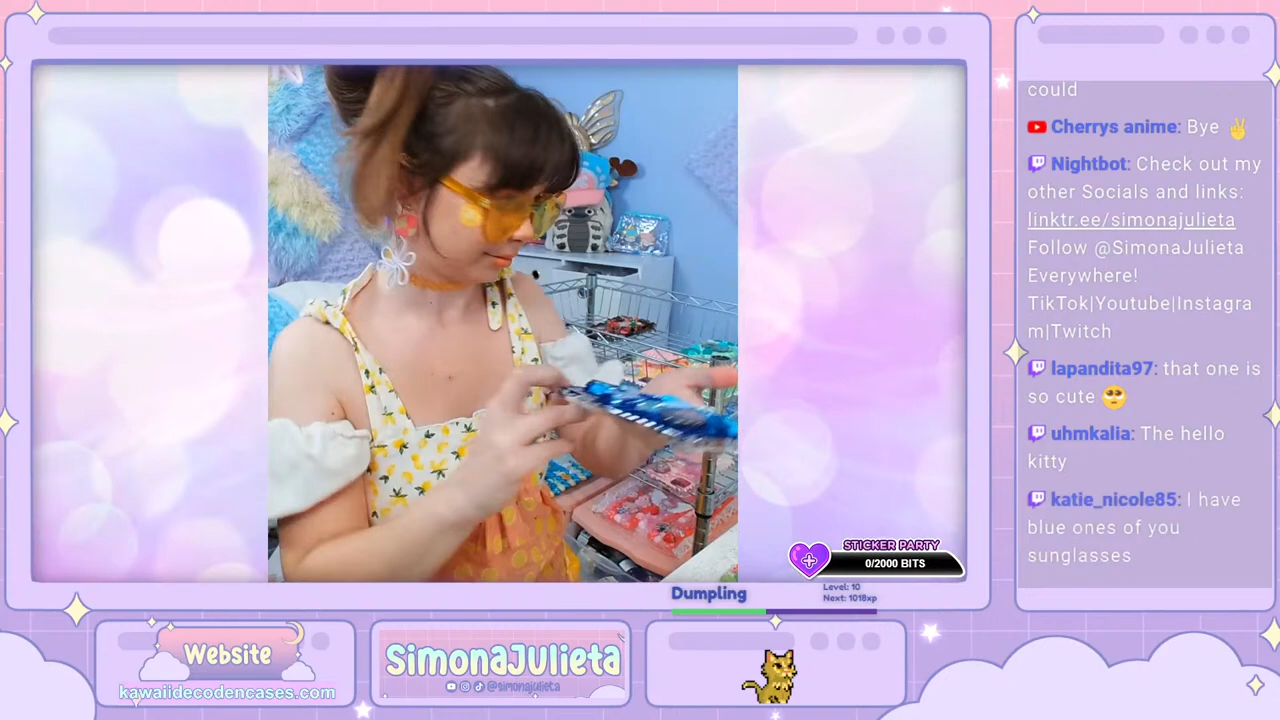 could
Cherrys anime: Bye ✌️
Nightbot: Check out my
other Socials and links:
linktr.ee/simonajulieta
Follow @SimonaJulieta
Everywhere!
TikTok|Youtube|Instagra
m|Twitch
lapandita97: that one is
so cute 🥺
uhmkalia: The hello
kitty
katie_nicole85: I have
blue ones of you
sunglasses
STICKER PARTY
0/2000 BITS
Dumpling
Level: 10
Next: 1018xp
Website
kawaiidecodencases.com
SimonaJulieta
@simonajulieta